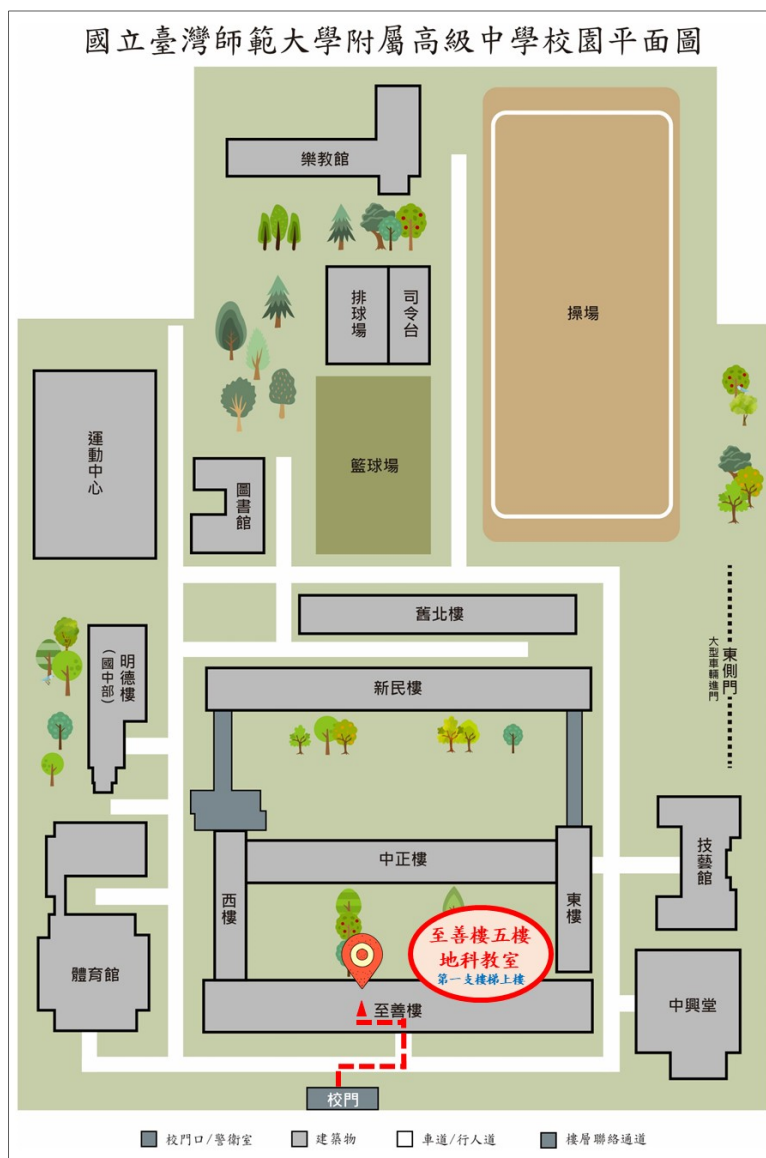 國立臺灣師範大學附屬高級中學校園平面圖
樂教館
排球場
司令台
操場
運動中心
籃球場
圖書館
舊北樓
明德樓
(國中部)
新民樓
東側門
大型車輛進門
技藝館
中正樓
西樓
東樓
至善樓五樓
地科教室
第一支樓梯上樓
體育館
至善樓
中興堂
校門
校門口/警衛室
建築物
車道/行人道
樓層聯絡通道